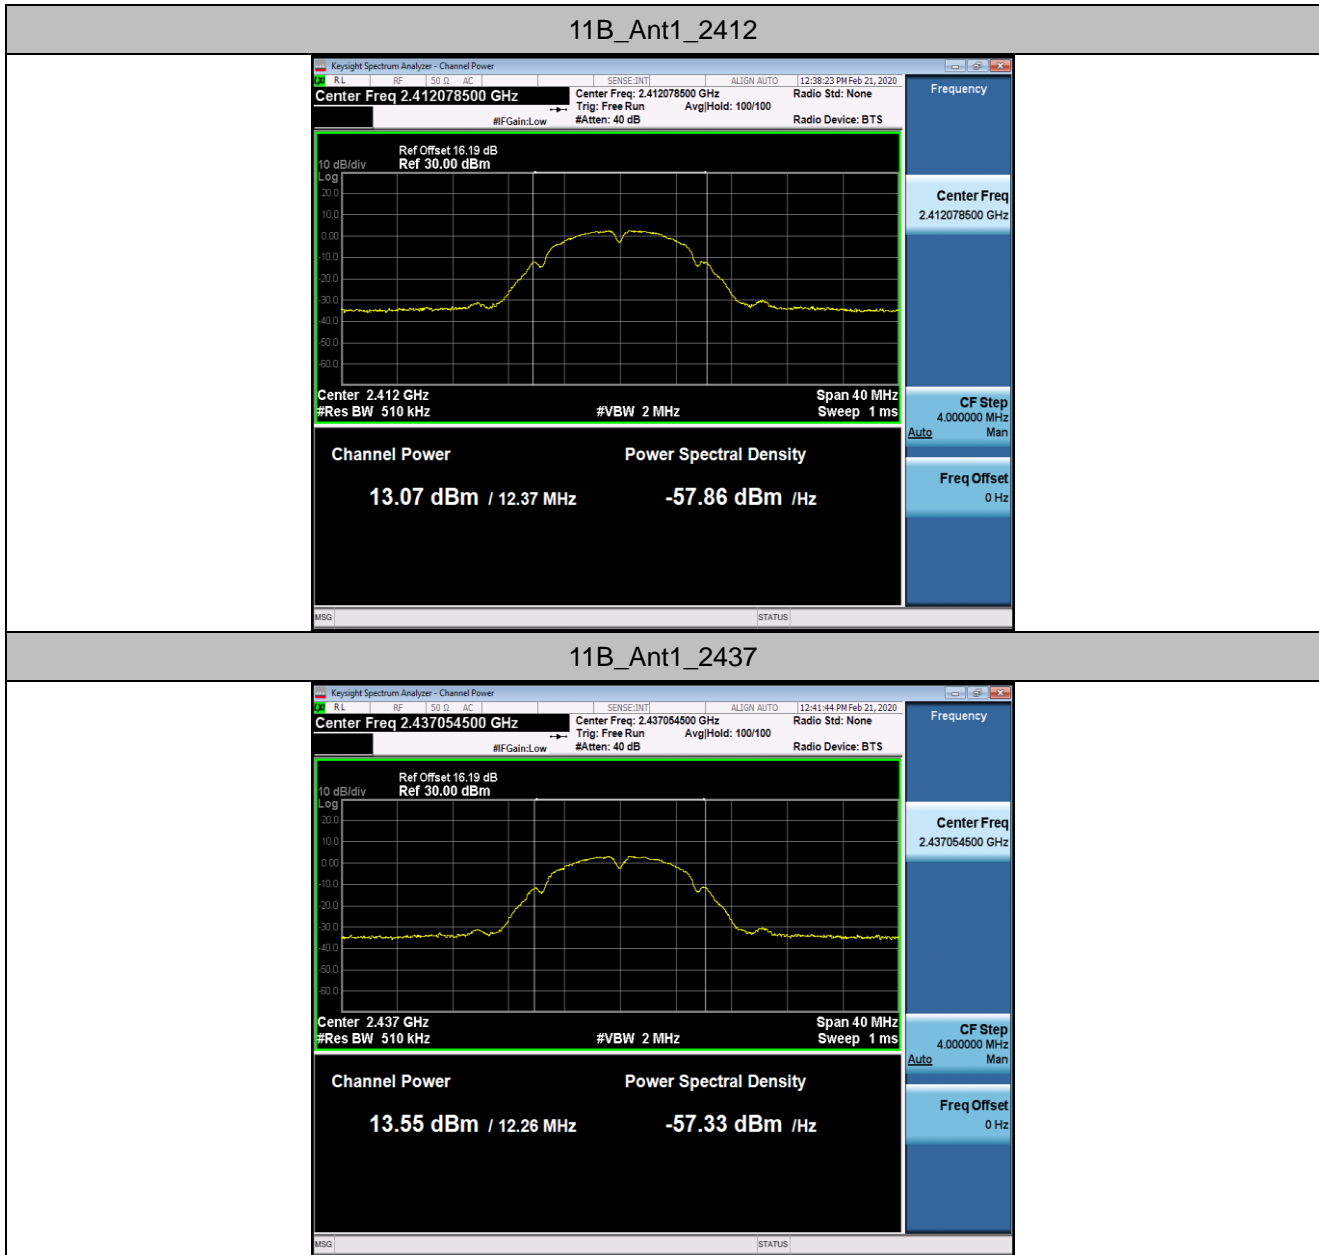 11B_Ant1_2412
Keysight Spectrum Analyzer - Channel Power
RL RF 50 Ω AC SENSE:INT ALIGN AUTO 12:38:23 PM Feb 21, 2020
Center Freq 2.412078500 GHz Center Freq: 2.412078500 GHz Radio Std: None Frequency
Trig: Free Run Avg|Hold: 100/100
#IFGain:Low #Atten: 40 dB Radio Device: BTS
Ref Offset 16.19 dB
10 dB/div Ref 30.00 dBm
Log
20.0
10.0
0.00
-10.0
-20.0
-30.0
-40.0
-50.0
-60.0
Center Freq
2.412078500 GHz
Center 2.412 GHz Span 40 MHz
#Res BW 510 kHz #VBW 2 MHz Sweep 1 ms
CF Step
4.000000 MHz
Auto Man
Channel Power Power Spectral Density
13.07 dBm / 12.37 MHz -57.86 dBm /Hz
Freq Offset
0 Hz
MSG STATUS
11B_Ant1_2437
Keysight Spectrum Analyzer - Channel Power
RL RF 50 Ω AC SENSE:INT ALIGN AUTO 12:41:44 PM Feb 21, 2020
Center Freq 2.437054500 GHz Center Freq: 2.437054500 GHz Radio Std: None Frequency
Trig: Free Run Avg|Hold: 100/100
#IFGain:Low #Atten: 40 dB Radio Device: BTS
Ref Offset 16.19 dB
10 dB/div Ref 30.00 dBm
Log
20.0
10.0
0.00
-10.0
-20.0
-30.0
-40.0
-50.0
-60.0
Center Freq
2.437054500 GHz
Center 2.437 GHz Span 40 MHz
#Res BW 510 kHz #VBW 2 MHz Sweep 1 ms
CF Step
4.000000 MHz
Auto Man
Channel Power Power Spectral Density
13.55 dBm / 12.26 MHz -57.33 dBm /Hz
Freq Offset
0 Hz
MSG STATUS